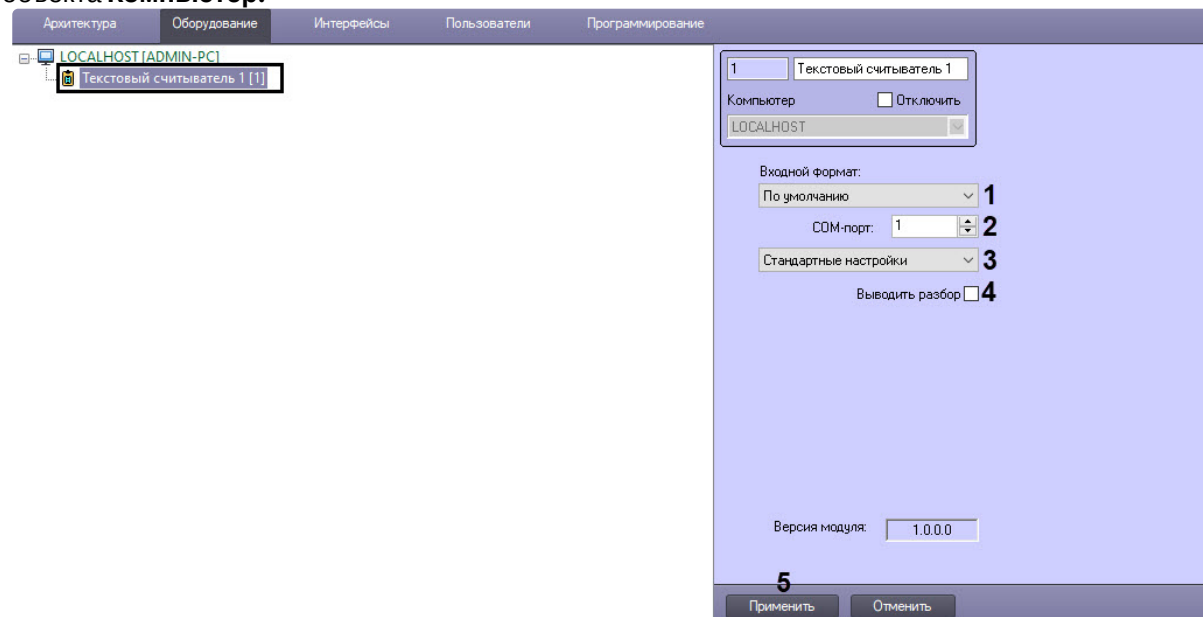 объекта Компьютер.
Архитектура Оборудование Интерфейсы Пользователи Программирование
LOCALHOST [ADMIN-PC]
Текстовый считыватель 1 [1]
1 Текстовый считыватель 1
Компьютер Отключить
LOCALHOST
Входной формат:
По умолчанию 1
COM-порт: 1 2
Стандартные настройки 3
Выводить разбор 4
Версия модуля: 1.0.0.0
5
Применить Отменить